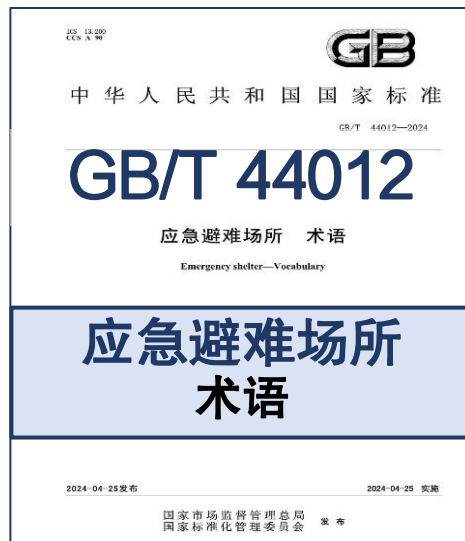 ICS 13.200
CCS A 90
GB
中华人民共和国国家标准
GB/T 44012—2024
GB/T 44012
应急避难场所 术语
Emergency shelter—Vocabulary
应急避难场所
术语
2024-04-25发布
2024-04-25 实施
国家市场监督管理总局
国家标准化管理委员会
发布